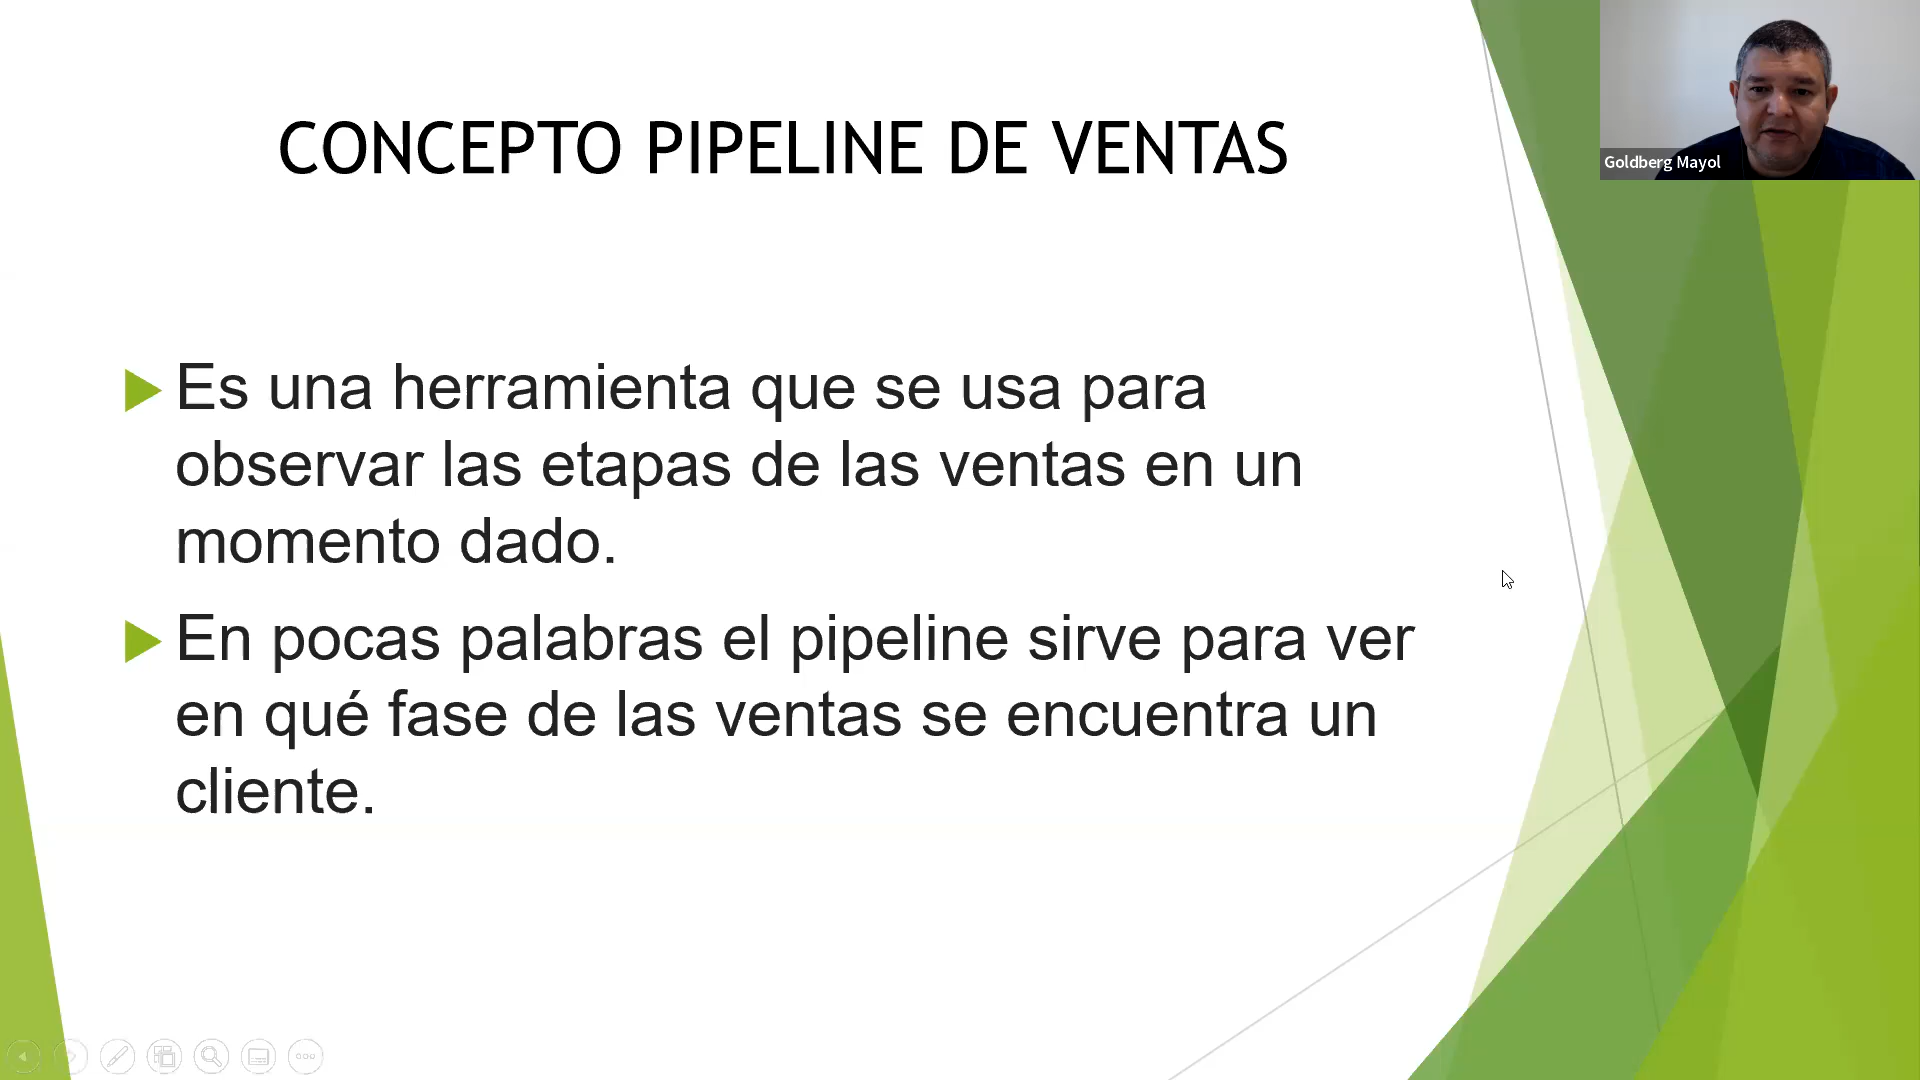 CONCEPTO PIPELINE DE VENTAS
Goldberg Mayol
Es una herramienta que se usa para
observar las etapas de las ventas en un
momento dado.
En pocas palabras el pipeline sirve para ver
en qué fase de las ventas se encuentra un
cliente.